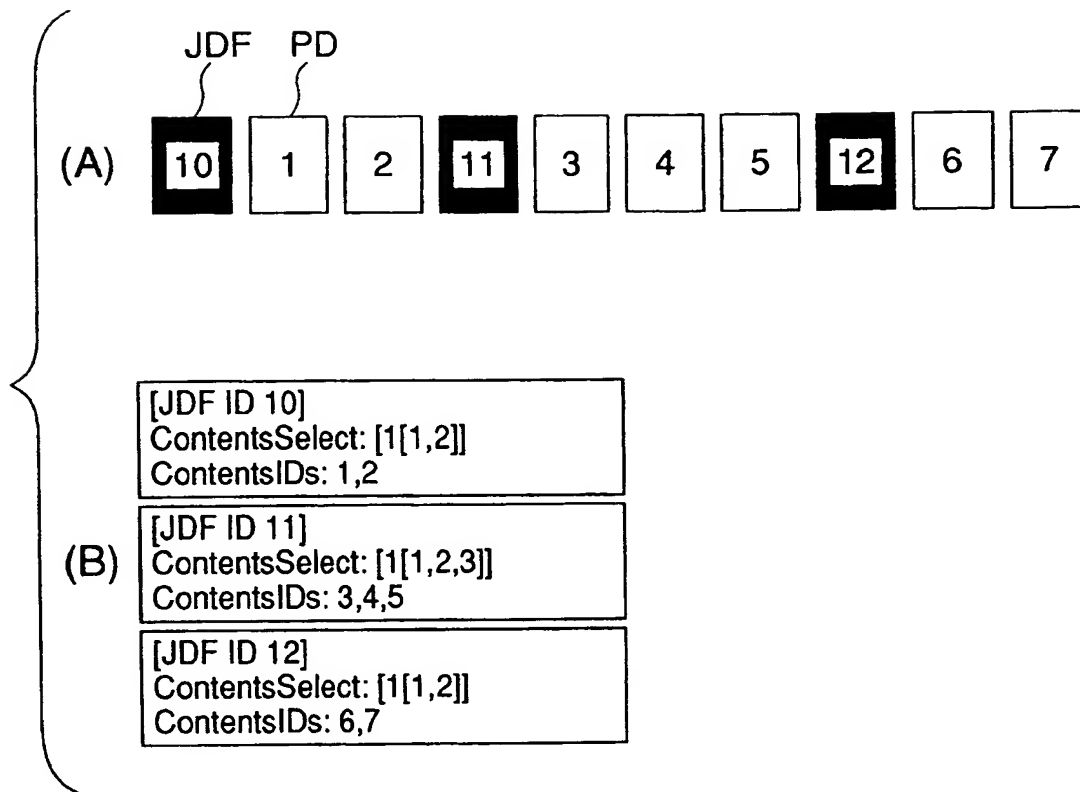 JDF PD
(A) 10 1 2 11 3 4 5 12 6 7
[JDF ID 10]
ContentsSelect: [1[1,2]]
ContentsIDs: 1,2
[JDF ID 11]
(B) ContentsSelect: [1[1,2,3]]
ContentsIDs: 3,4,5
[JDF ID 12]
ContentsSelect: [1[1,2]]
ContentsIDs: 6,7